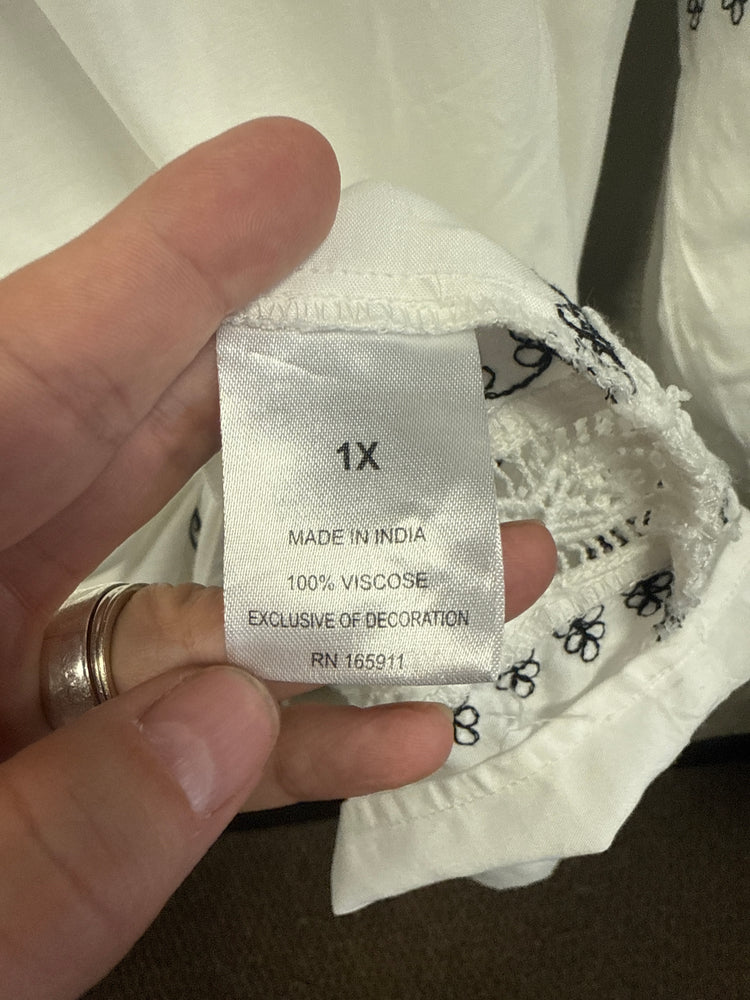 1X
MADE IN INDIA
100% VISCOSE
EXCLUSIVE OF DECORATION
RN 165911